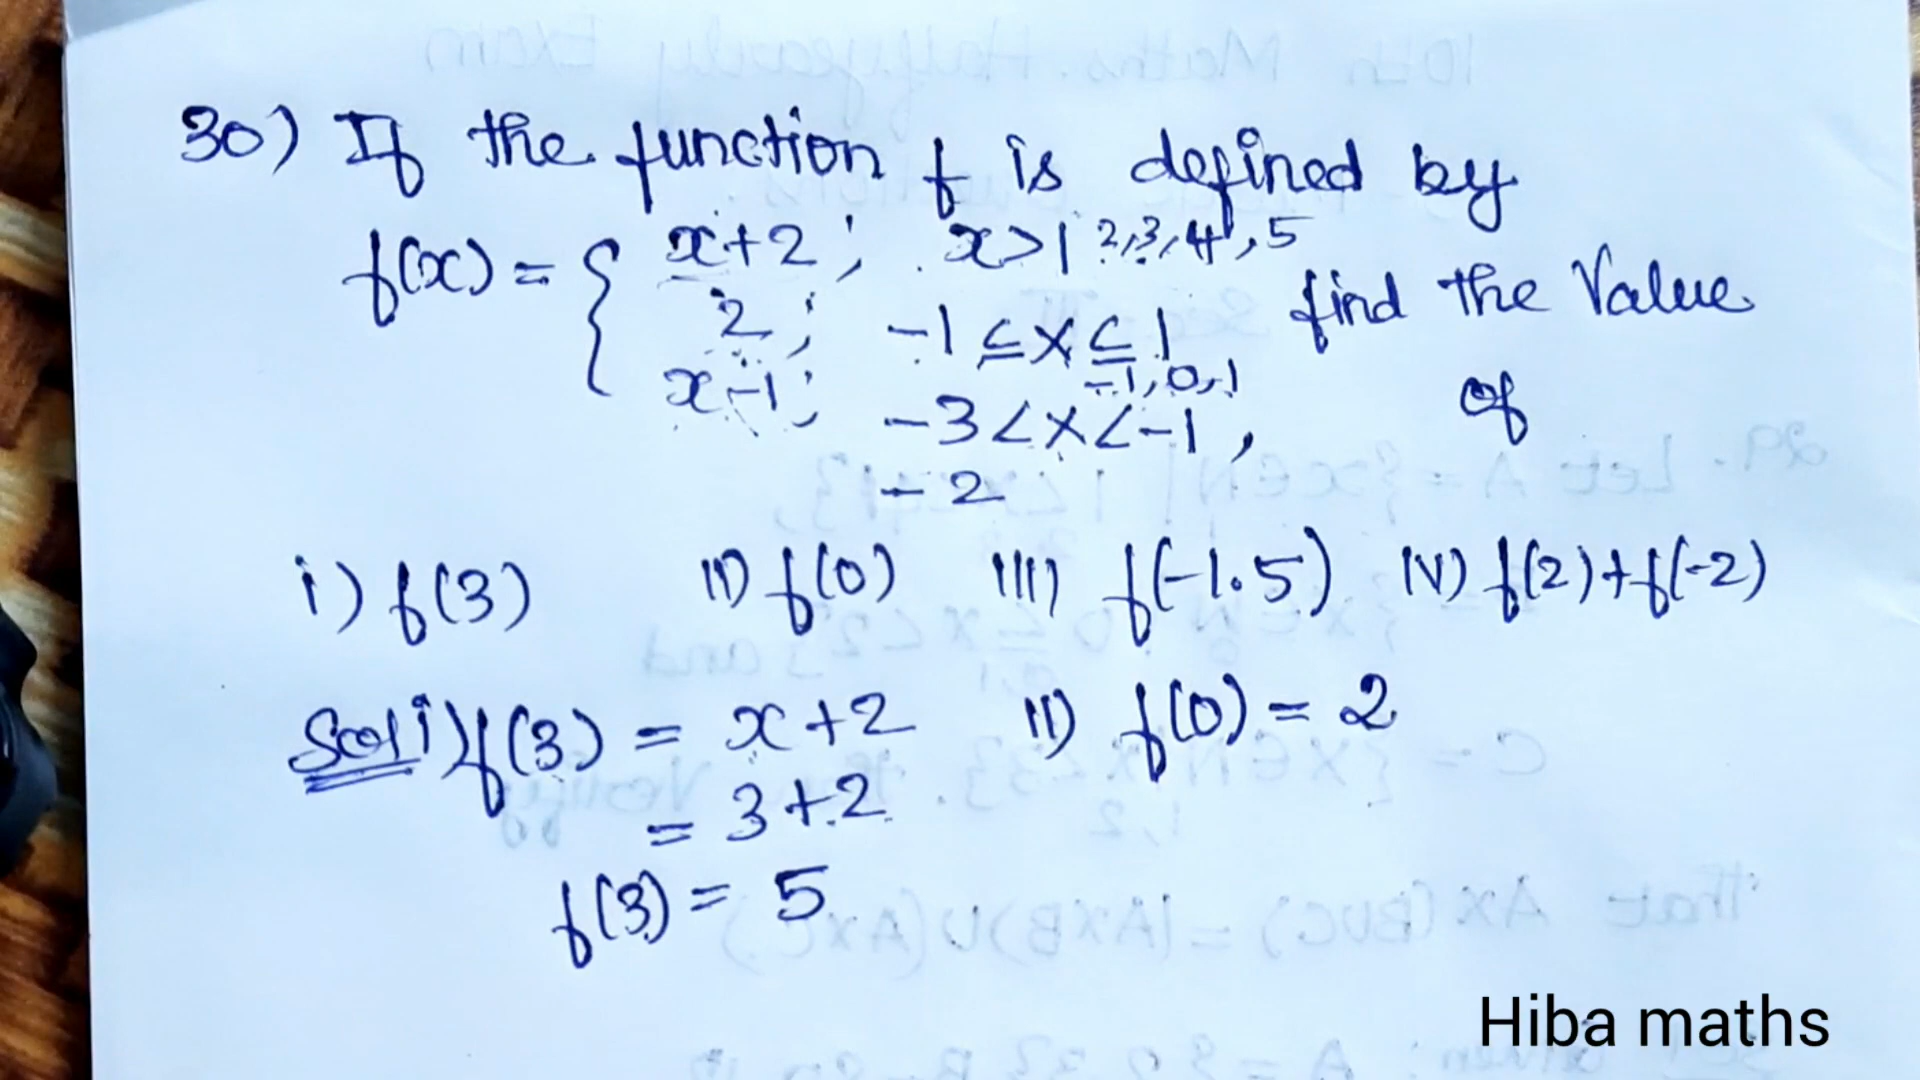 30) If the function f is defined by
f(x) = { x+2 ; x>1 2,3,4,5
2 ; -1 ≤ x ≤ 1 find the Value
-1,0,1
x-1 ; -3<x<-1, of
-2
i) f(3) ii) f(0) iii) f(-1.5) iv) f(2)+f(-2)
Sol i) f(3) = x+2 ii) f(0) = 2
= 3+2
f(3) = 5
Hiba maths